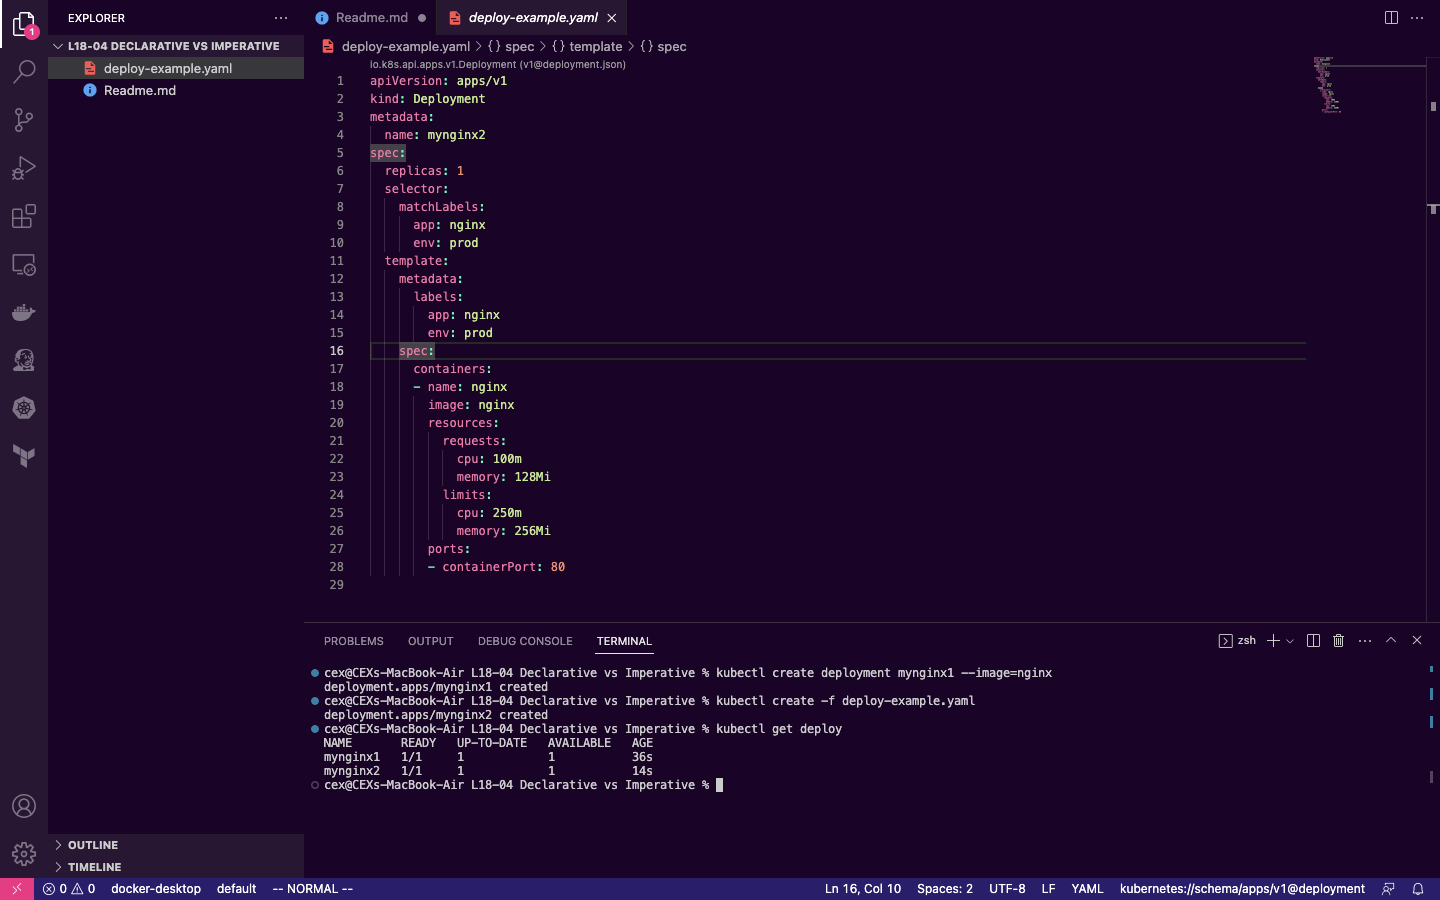 EXPLORER
Readme.md
deploy-example.yaml
1
L18-04 DECLARATIVE VS IMPERATIVE
deploy-example.yaml
Readme.md
deploy-example.yaml > {} spec > {} template > {} spec
io.k8s.api.apps.v1.Deployment (v1@deployment.json)
1 apiVersion: apps/v1
2 kind: Deployment
3 metadata:
4   name: mynginx2
5 spec:
6   replicas: 1
7   selector:
8     matchLabels:
9       app: nginx
10       env: prod
11   template:
12     metadata:
13       labels:
14         app: nginx
15         env: prod
16     spec:
17       containers:
18       - name: nginx
19         image: nginx
20         resources:
21           requests:
22             cpu: 100m
23             memory: 128Mi
24           limits:
25             cpu: 250m
26             memory: 256Mi
27         ports:
28         - containerPort: 80
29
PROBLEMS OUTPUT DEBUG CONSOLE TERMINAL
zsh
cex@CEXs-MacBook-Air L18-04 Declarative vs Imperative % kubectl create deployment mynginx1 --image=nginx
deployment.apps/mynginx1 created
cex@CEXs-MacBook-Air L18-04 Declarative vs Imperative % kubectl create -f deploy-example.yaml
deployment.apps/mynginx2 created
cex@CEXs-MacBook-Air L18-04 Declarative vs Imperative % kubectl get deploy
NAME READY UP-TO-DATE AVAILABLE AGE
mynginx1 1/1 1 1 36s
mynginx2 1/1 1 1 14s
cex@CEXs-MacBook-Air L18-04 Declarative vs Imperative %
OUTLINE
TIMELINE
0 0 docker-desktop default -- NORMAL -- Ln 16, Col 10 Spaces: 2 UTF-8 LF YAML kubernetes://schema/apps/v1@deployment